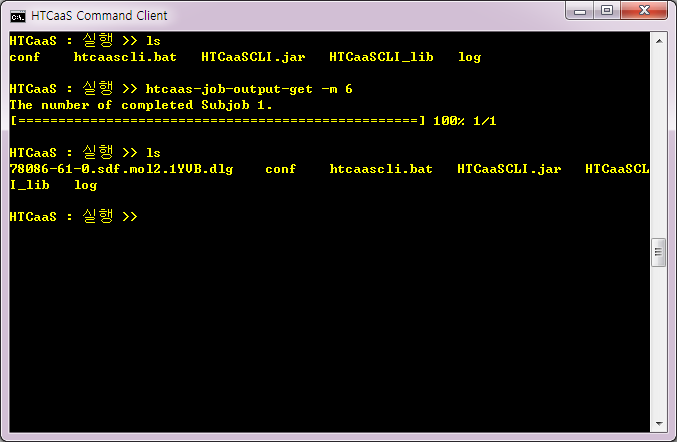 HTCaaS Command Client
HTCaaS : 실행 >> ls
conf    htcaascli.bat   HTCaaSCLI.jar   HTCaaSCLI_lib   log
HTCaaS : 실행 >> htcaas-job-output-get -m 6
The number of completed Subjob 1.
[==================================================] 100% 1/1
HTCaaS : 실행 >> ls
78086-61-0.sdf.mol2.1YVB.dlg    conf    htcaascli.bat   HTCaaSCLI.jar   HTCaaSCL
I_lib   log
HTCaaS : 실행 >>